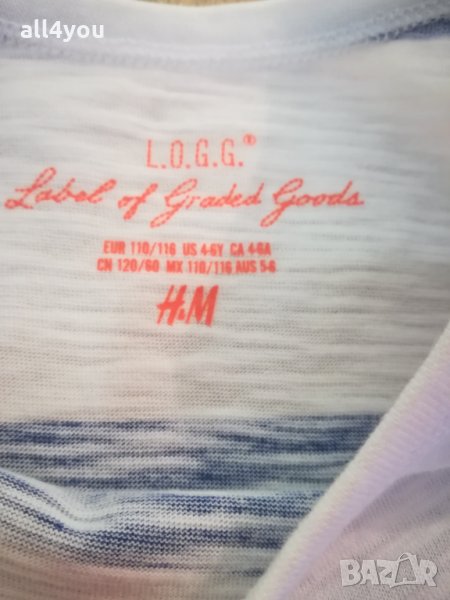 all4you
L.O.G.G.®
Label of Graded Goods
EUR 110/116 US 4-6Y CA 4-6A
CN 120/60 MX 110/116 AUS 5-6
H&M
BAZAR